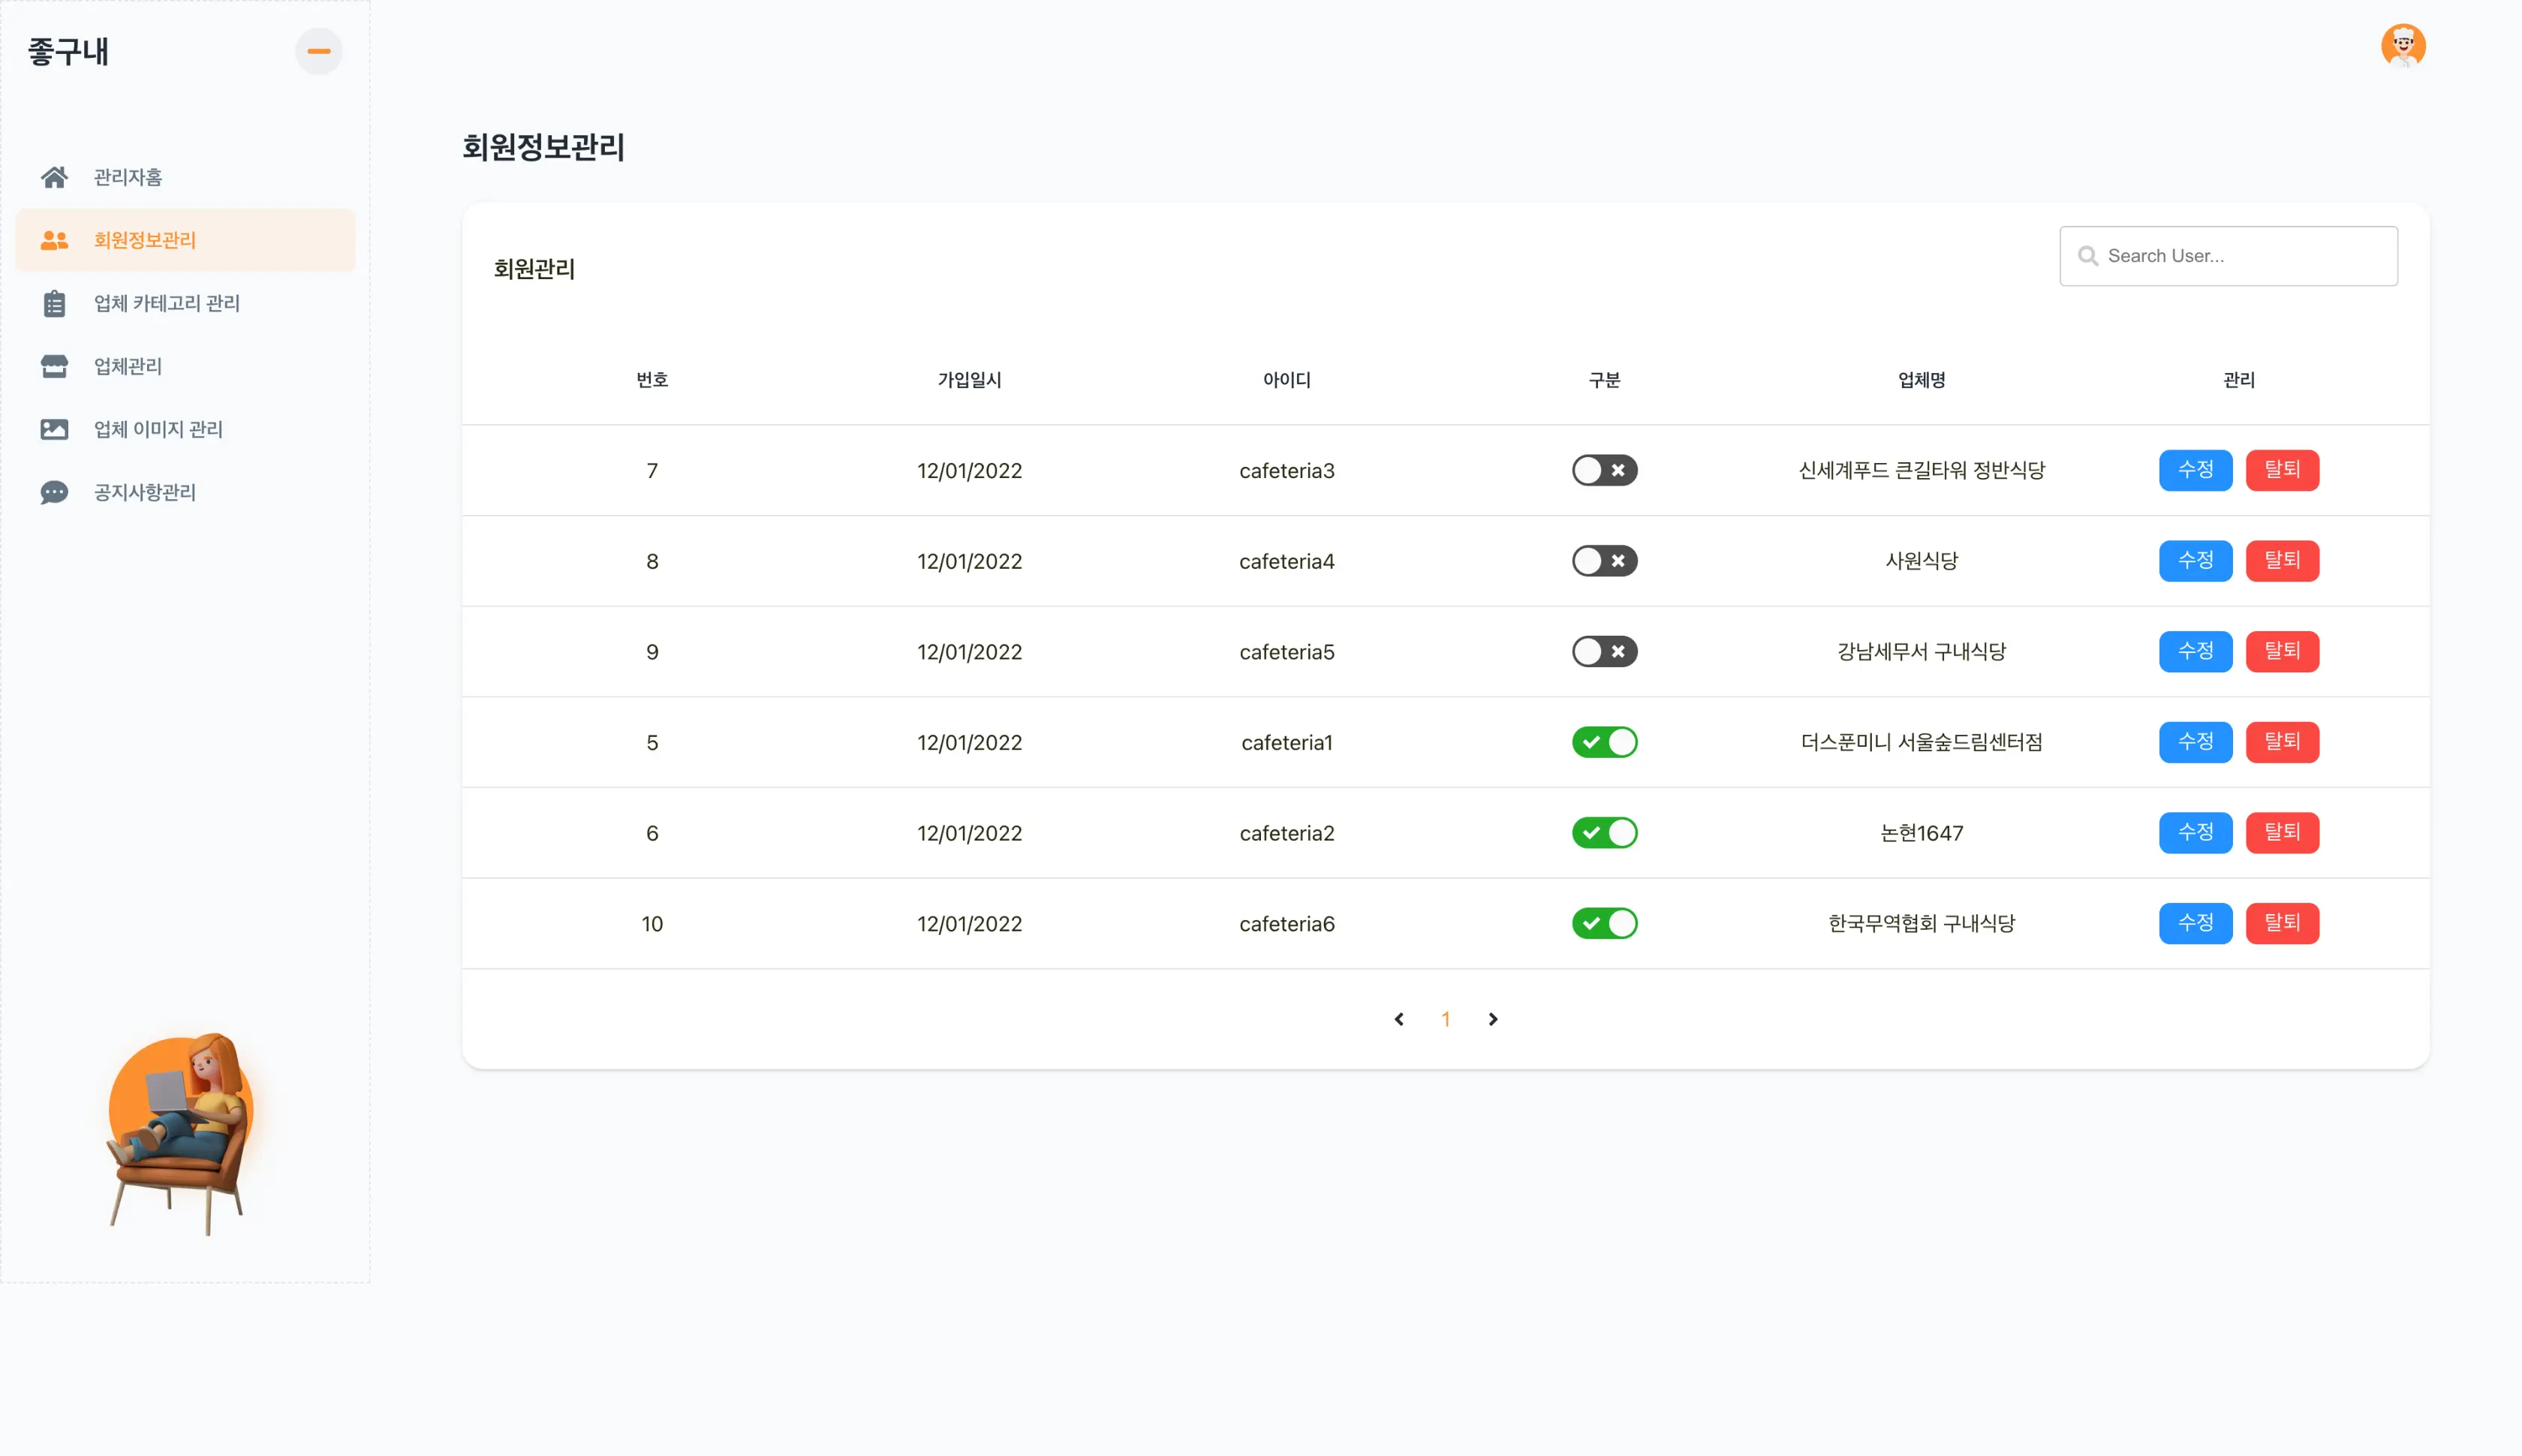 좋구내
관리자홈
회원정보관리
업체 카테고리 관리
업체관리
업체 이미지 관리
공지사항관리
회원정보관리
회원관리
Search User...
번호 가입일시 아이디 구분 업체명 관리
7 12/01/2022 cafeteria3 신세계푸드 큰길타워 정반식당 수정 탈퇴
8 12/01/2022 cafeteria4 사원식당 수정 탈퇴
9 12/01/2022 cafeteria5 강남세무서 구내식당 수정 탈퇴
5 12/01/2022 cafeteria1 더스푼미니 서울숲드림센터점 수정 탈퇴
6 12/01/2022 cafeteria2 논현1647 수정 탈퇴
10 12/01/2022 cafeteria6 한국무역협회 구내식당 수정 탈퇴
1